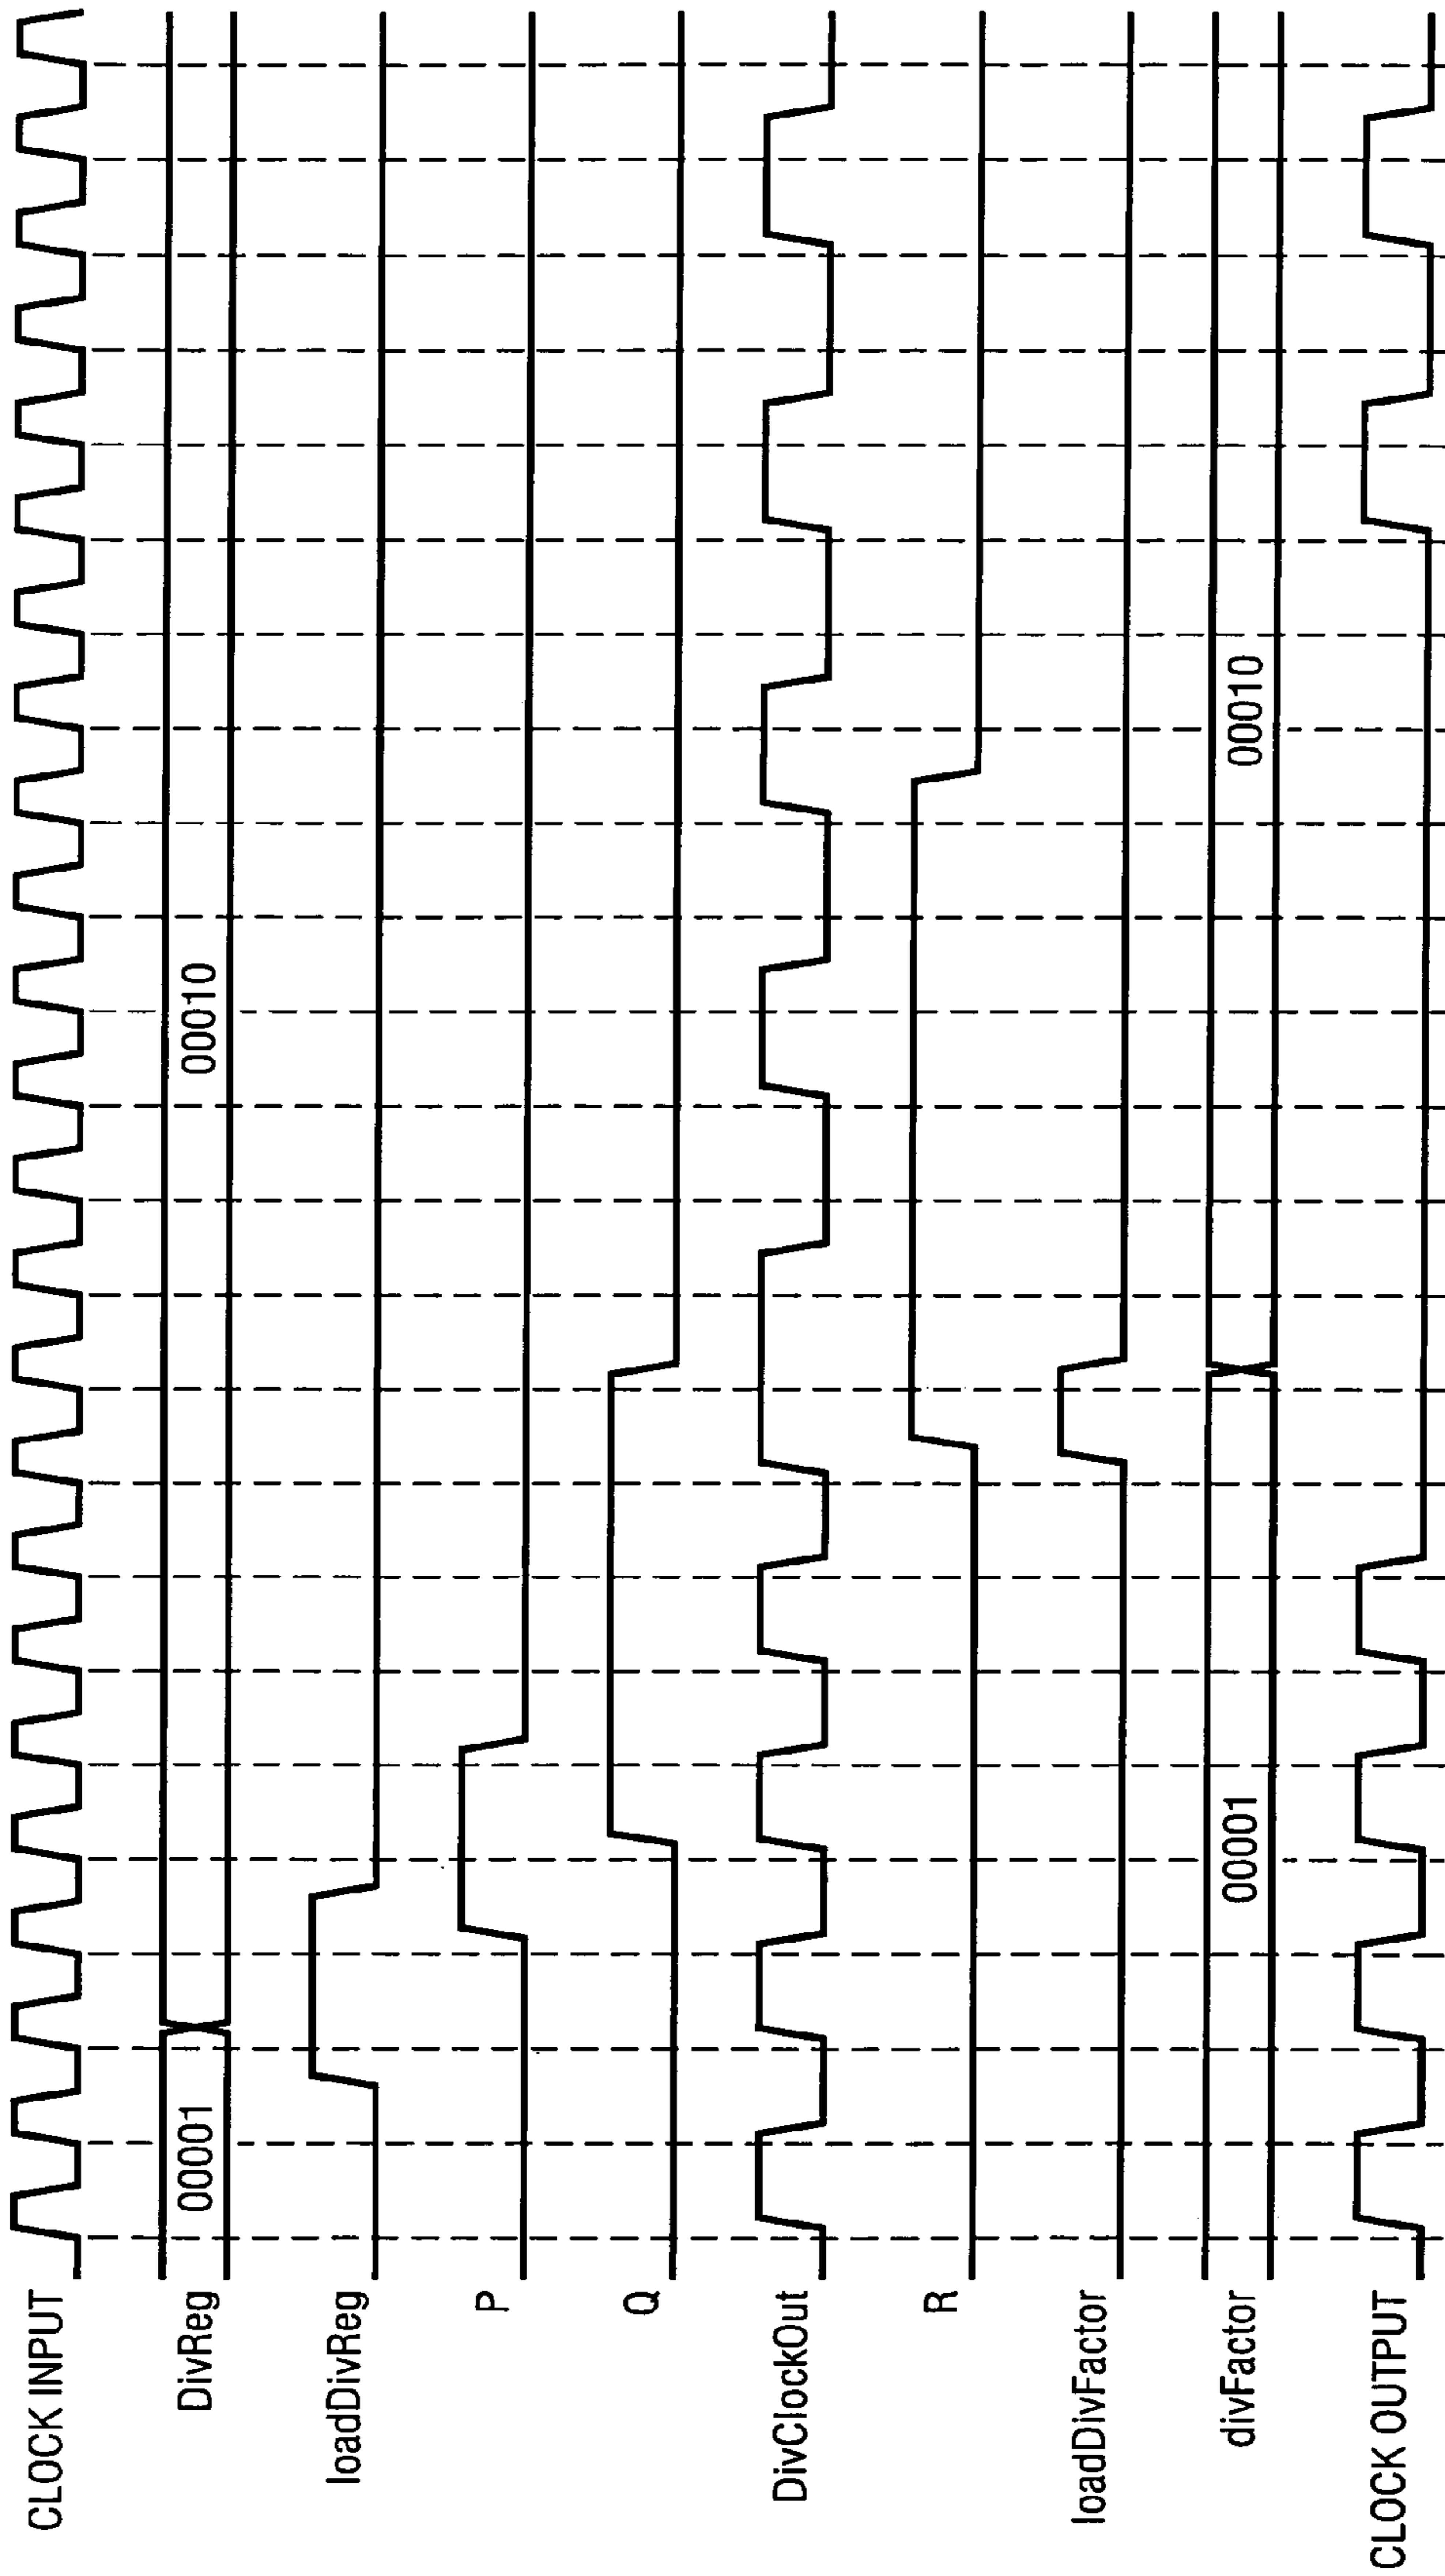 CLOCK INPUT
DivReg
00001
00010
loadDivReg
P
Q
DivClockOut
R
loadDivFactor
divFactor
00001
00010
CLOCK OUTPUT